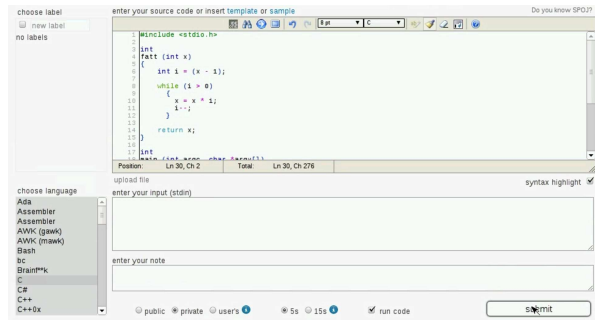 choose label
enter your source code or insert template or sample
Do you know SPOJ?
new label
no labels
8 pt
C
1 #include <stdio.h>
2
3 int
4 fatt (int x)
5 {
6 int i = (x - 1);
7
8 while (i > 0)
9 {
10 x = x * i;
11 i--;
12 }
13
14 return x;
15 }
16
17 int
18 main (int argc, char *argv[])
Position: Ln 30, Ch 2 Total: Ln 30, Ch 276
upload file
syntax highlight
choose language
enter your input (stdin)
Ada
Assembler
Assembler
AWK (gawk)
AWK (mawk)
Bash
bc
Brainf**k
C
C#
C++
C++0x
enter your note
public private user's 5s 15s run code
submit